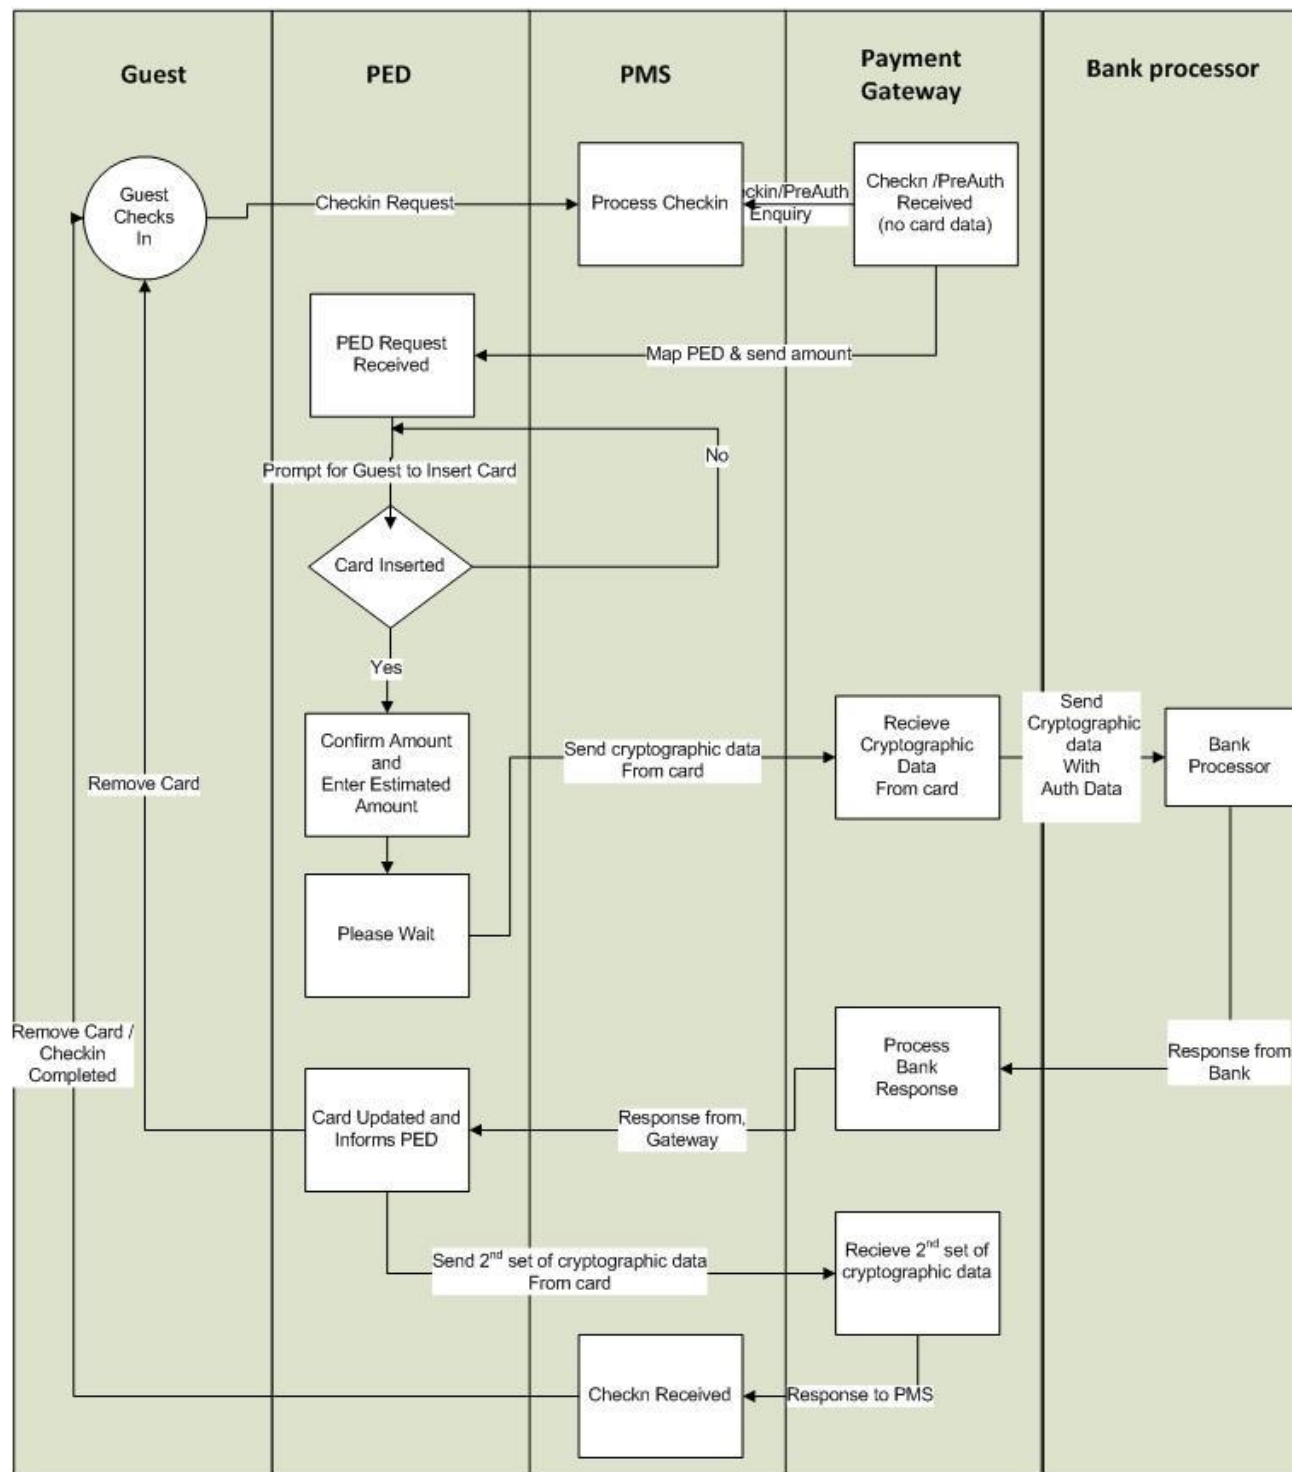 Guest
PED
PMS
Payment
Gateway
Bank processor
Guest
Checks
In
Checkin Request
Process Checkin
ckin/PreAuth
Enquiry
Checkn /PreAuth
Received
(no card data)
PED Request
Received
Map PED & send amount
Prompt for Guest to Insert Card
No
Card Inserted
Yes
Confirm Amount
and
Enter Estimated
Amount
Send cryptographic data
From card
Recieve
Cryptographic
Data
From card
Send
Cryptographic
data
With
Auth Data
Bank
Processor
Remove Card
Please Wait
Remove Card /
Checkin
Completed
Process
Bank
Response
Response from
Bank
Card Updated and
Informs PED
Response from,
Gateway
Send 2nd set of cryptographic data
From card
Recieve 2nd set of
cryptographic data
Checkn Received
Response to PMS